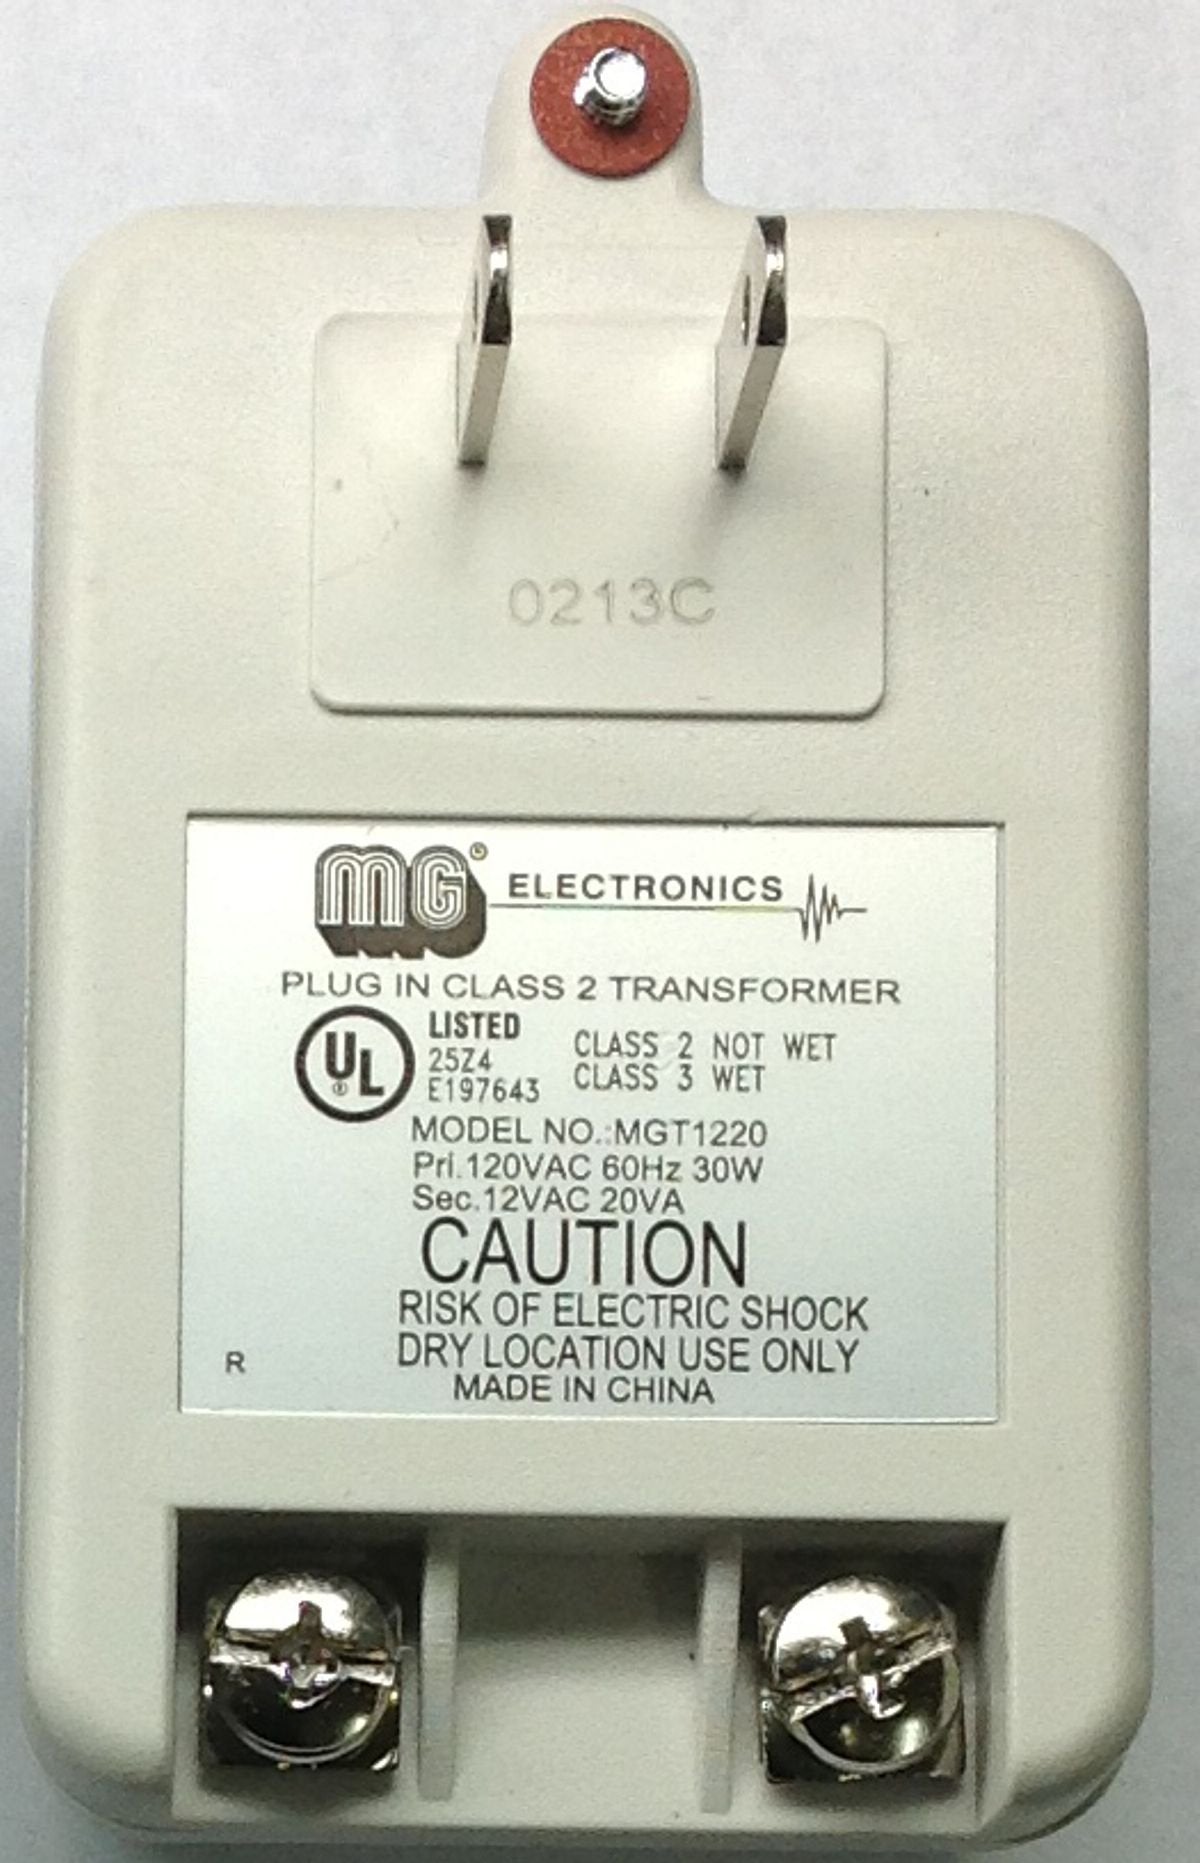 0213C
MG ELECTRONICS
PLUG IN CLASS 2 TRANSFORMER
UL ® LISTED
25Z4
E197643
CLASS 2 NOT WET
CLASS 3 WET
MODEL NO.:MGT1220
Pri.120VAC 60Hz 30W
Sec.12VAC 20VA
CAUTION
RISK OF ELECTRIC SHOCK
DRY LOCATION USE ONLY
R
MADE IN CHINA